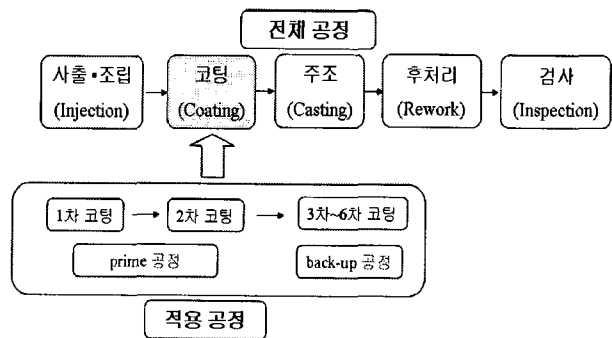 전체 공정
사출•조립
(Injection)
코팅
(Coating)
주조
(Casting)
후처리
(Rework)
검사
(Inspection)
1차 코팅
2차 코팅
3차~6차 코팅
prime 공정
back-up 공정
적용 공정